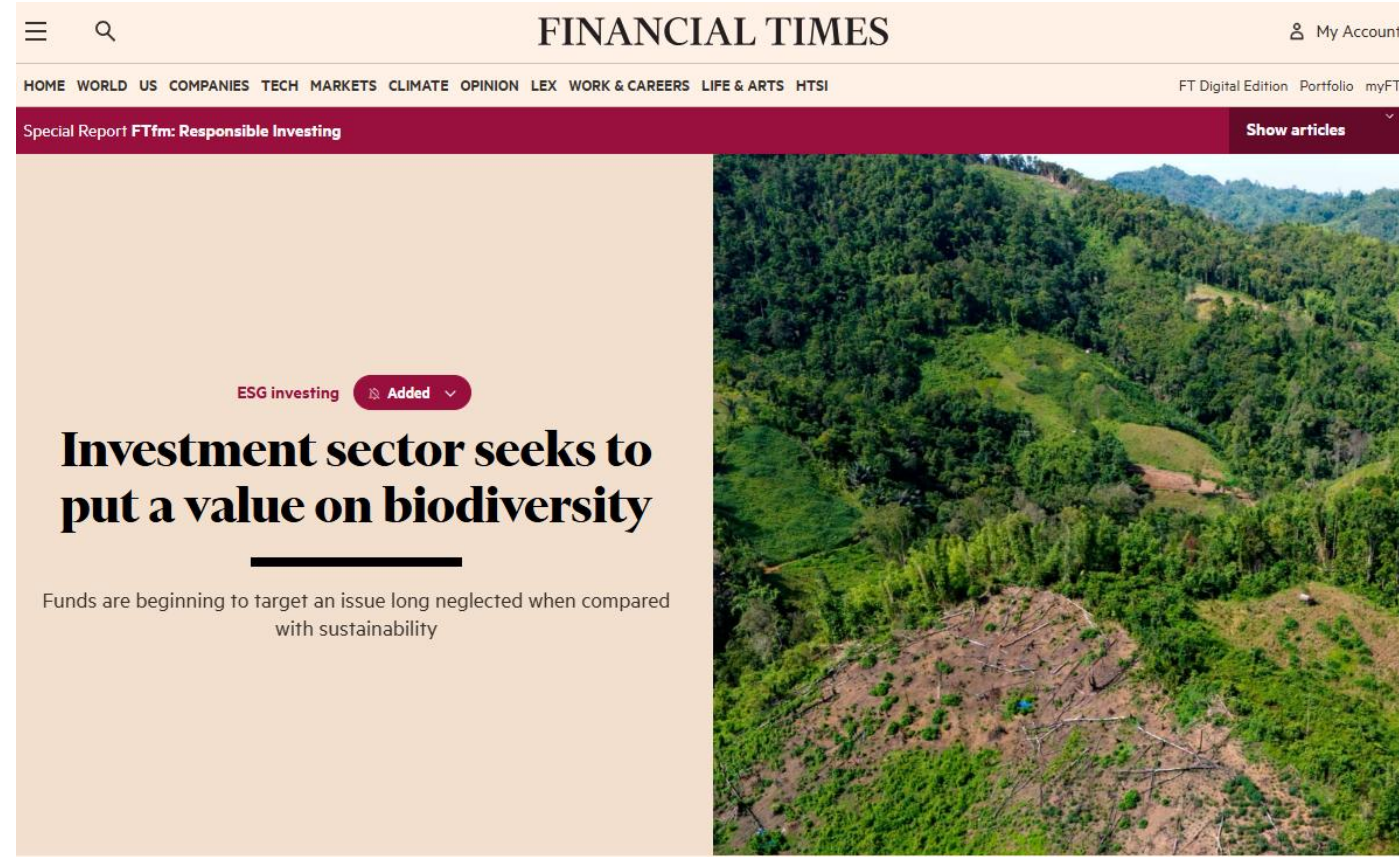 FINANCIAL TIMES
My Account
HOME WORLD US COMPANIES TECH MARKETS CLIMATE OPINION LEX WORK & CAREERS LIFE & ARTS HTSI
FT Digital Edition Portfolio myFT
Special Report FTfm: Responsible Investing
Show articles
ESG investing
Added
Investment sector seeks to
put a value on biodiversity
Funds are beginning to target an issue long neglected when compared
with sustainability